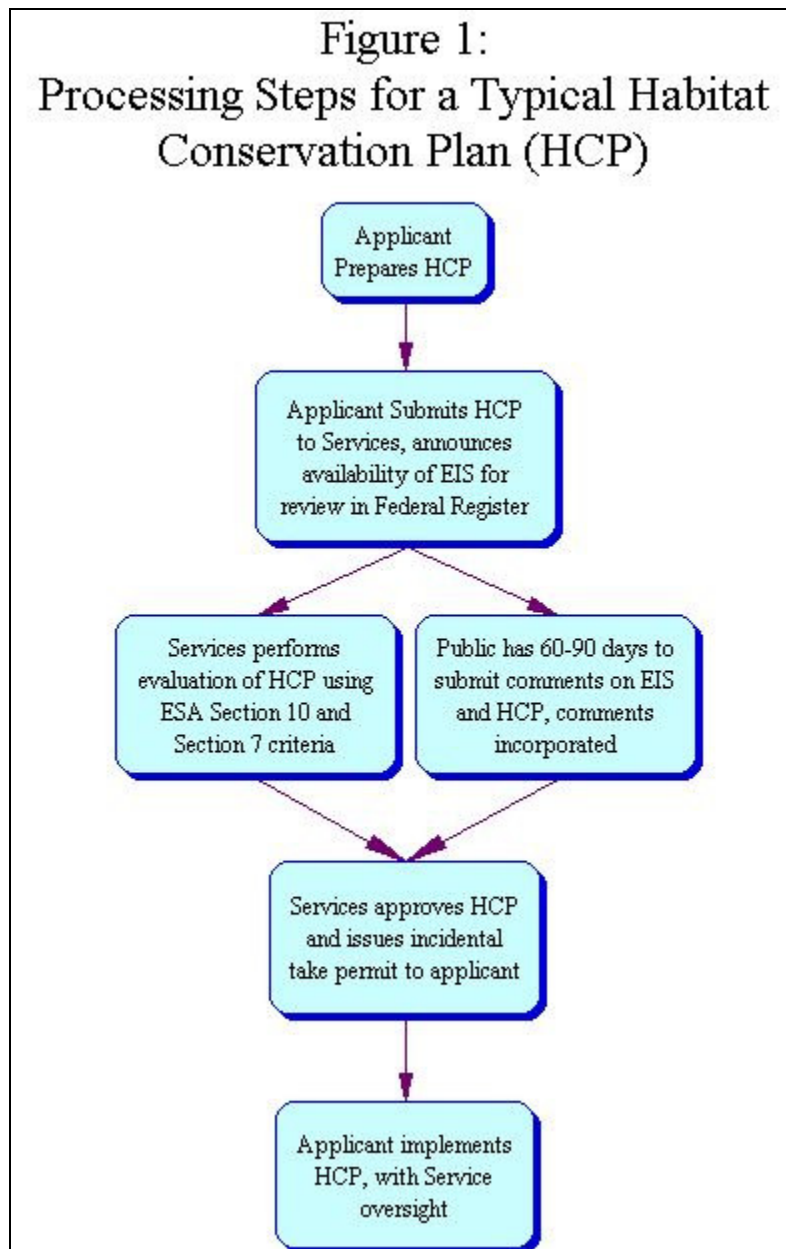 Figure 1:
Processing Steps for a Typical Habitat
Conservation Plan (HCP)
Applicant
Prepares HCP
Applicant Submits HCP
to Services, announces
availability of EIS for
review in Federal Register
Services performs
evaluation of HCP using
ESA Section 10 and
Section 7 criteria
Public has 60-90 days to
submit comments on EIS
and HCP, comments
incorporated
Services approves HCP
and issues incidental
take permit to applicant
Applicant implements
HCP, with Service
oversight